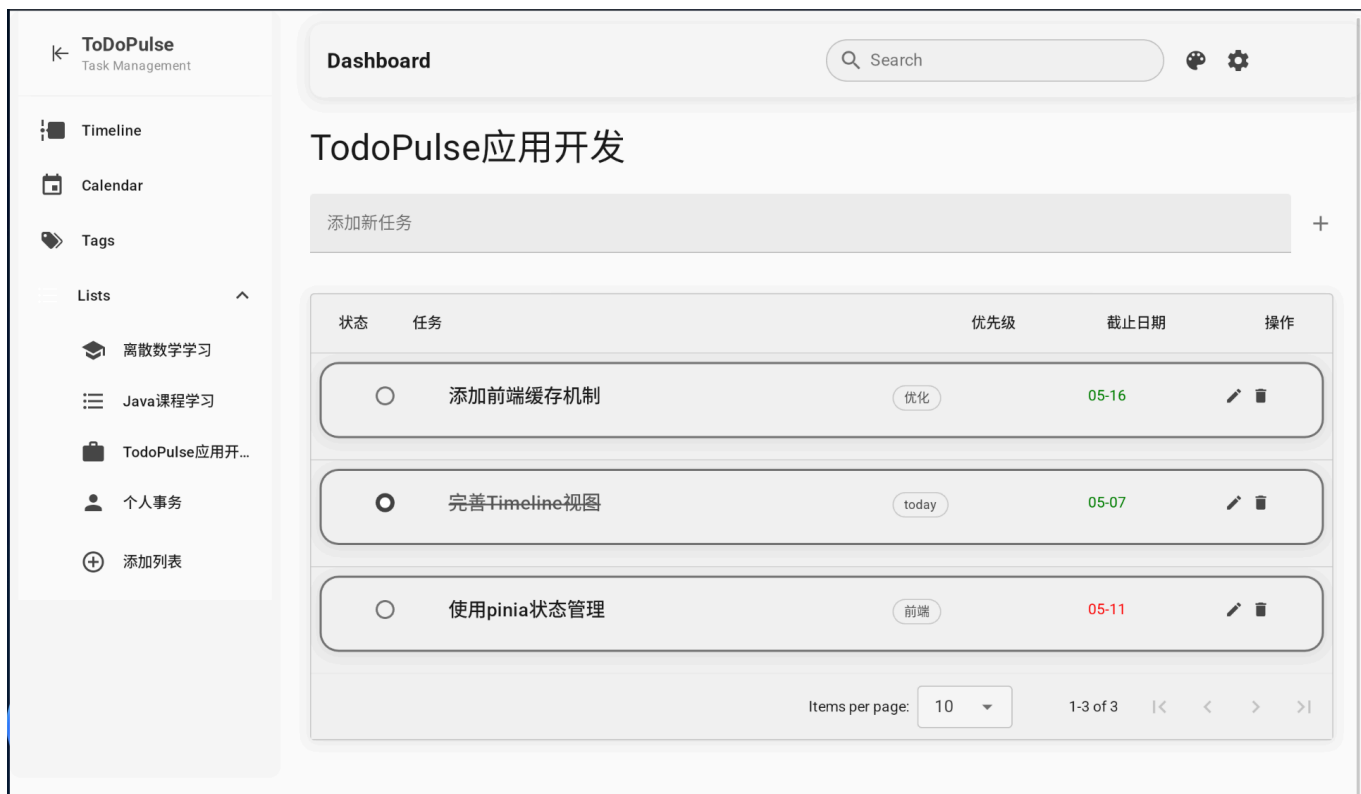 ToDoPulse
Task Management
Timeline
Calendar
Tags
Lists
离散数学学习
Java课程学习
TodoPulse应用开...
个人事务
添加列表
Dashboard
Search
TodoPulse应用开发
添加新任务
状态 任务 优先级 截止日期 操作
添加前端缓存机制 优化 05-16
完善Timeline视图 today 05-07
使用pinia状态管理 前端 05-11
Items per page: 10 1-3 of 3